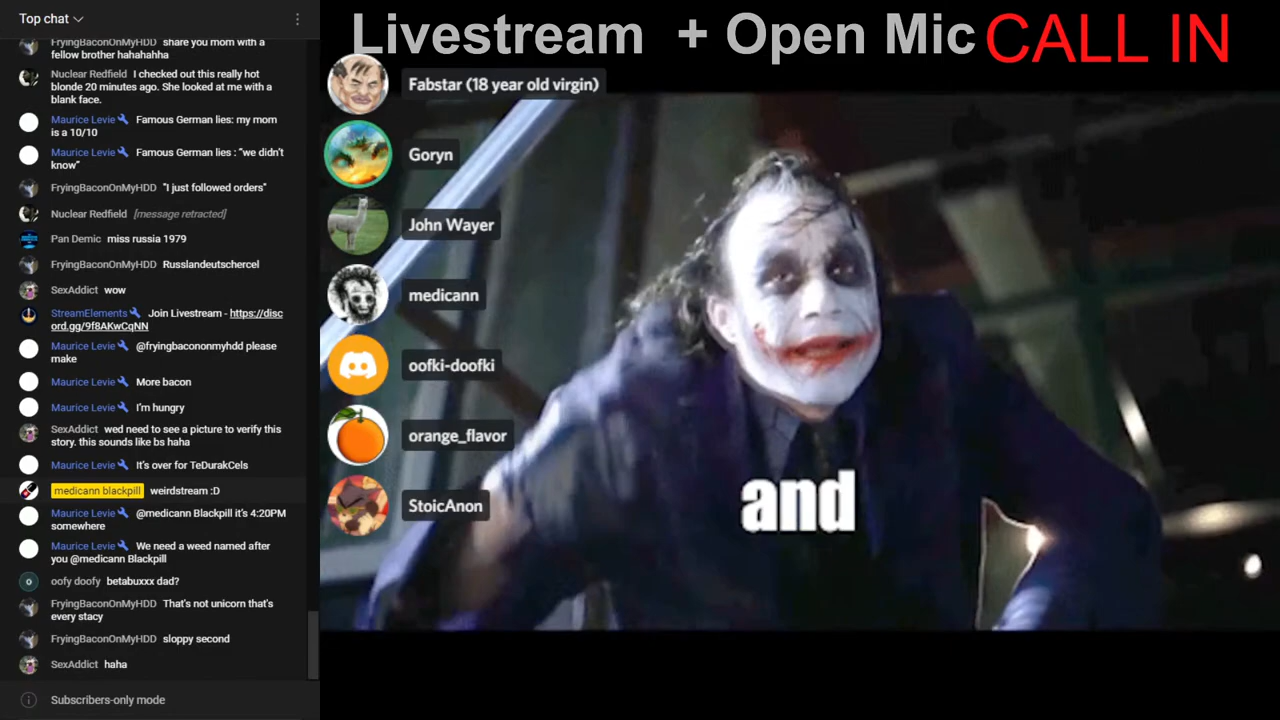 Top chat
FryingBaconOnMyHDD share you mom with a
fellow brother hahahahha
Nuclear Redfield I checked out this really hot
blonde 20 minutes ago. She looked at me with a
blank face.
Maurice Levie Famous German lies: my mom
is a 10/10
Maurice Levie Famous German lies : “we didn’t
know”
FryingBaconOnMyHDD “I just followed orders”
Nuclear Redfield [message retracted]
Pan Demic miss russia 1979
FryingBaconOnMyHDD Russlandeutschercel
SexAddict wow
StreamElements Join Livestream - https://disc
ord.gg/9f8AKwCqNN
Maurice Levie @fryingbacononmyhdd please
make
Maurice Levie More bacon
Maurice Levie I’m hungry
SexAddict wed need to see a picture to verify this
story. this sounds like bs haha
Maurice Levie It’s over for TeDurakCels
medicann blackpill weirdstream :D
Maurice Levie @medicann Blackpill it’s 4:20PM
somewhere
Maurice Levie We need a weed named after
you @medicann Blackpill
oofy doofy betabuxxx dad?
FryingBaconOnMyHDD That's not unicorn that's
every stacy
FryingBaconOnMyHDD sloppy second
SexAddict haha
Subscribers-only mode
Livestream + Open Mic CALL IN
Fabstar (18 year old virgin)
Goryn
John Wayer
medicann
oofki-doofki
orange_flavor
StoicAnon
and